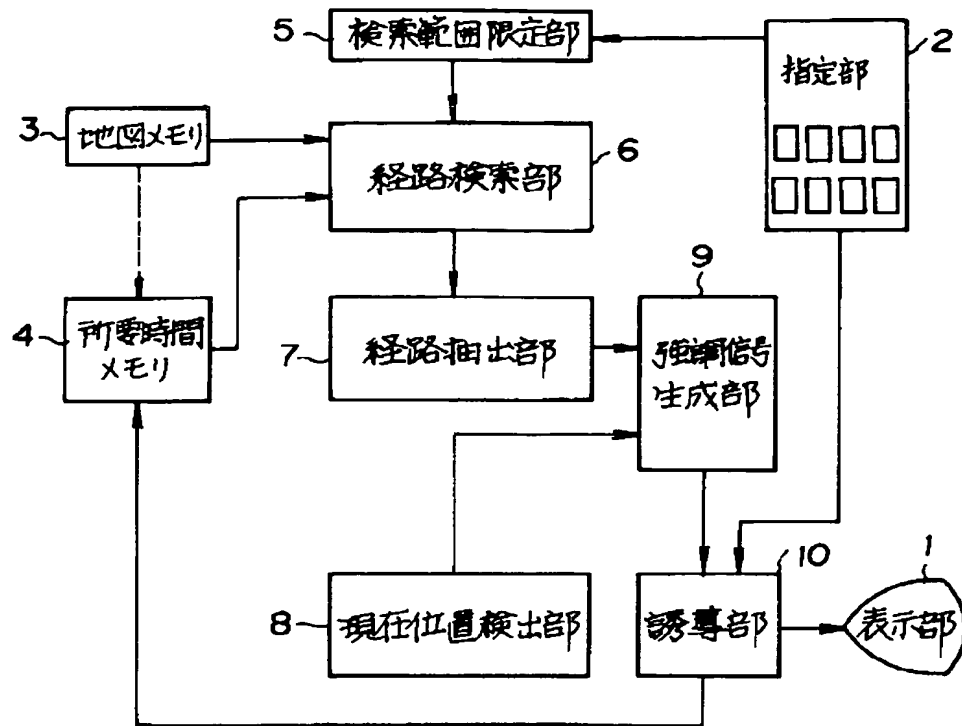 5
検索範囲限定部
2
指定部
3
地図メモリ
経路検索部
6
4
所要時間
メモリ
7
経路抽出部
9
強調信号
生成部
8
現在位置検出部
10
誘導部
1
表示部